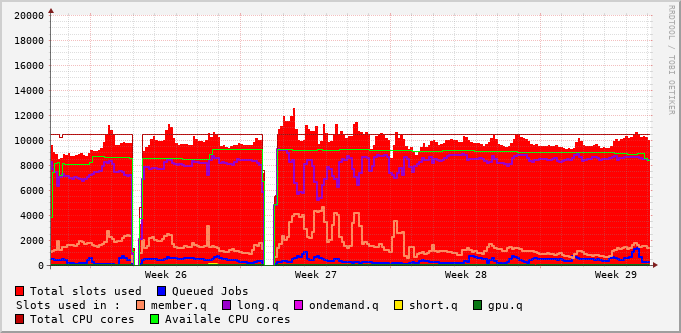 RRDTOOL / TOBI OETIKER
20000
18000
16000
14000
12000
10000
8000
6000
4000
2000
0
Week 26 Week 27 Week 28 Week 29
Total slots used Queued Jobs
Slots used in : member.q long.q ondemand.q short.q gpu.q
Total CPU cores Availale CPU cores